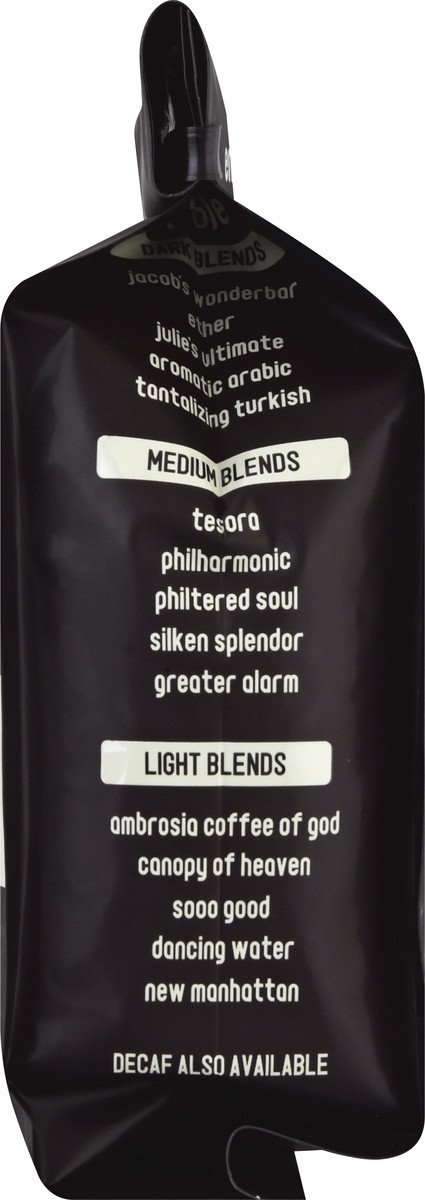 DARK BLENDS
jacob's wonderbar
ether
julie's ultimate
aromatic arabic
tantalizing turkish
MEDIUM BLENDS
tesora
philharmonic
philtered soul
silken splendor
greater alarm
LIGHT BLENDS
ambrosia coffee of god
canopy of heaven
sooo good
dancing water
new manhattan
DECAF ALSO AVAILABLE